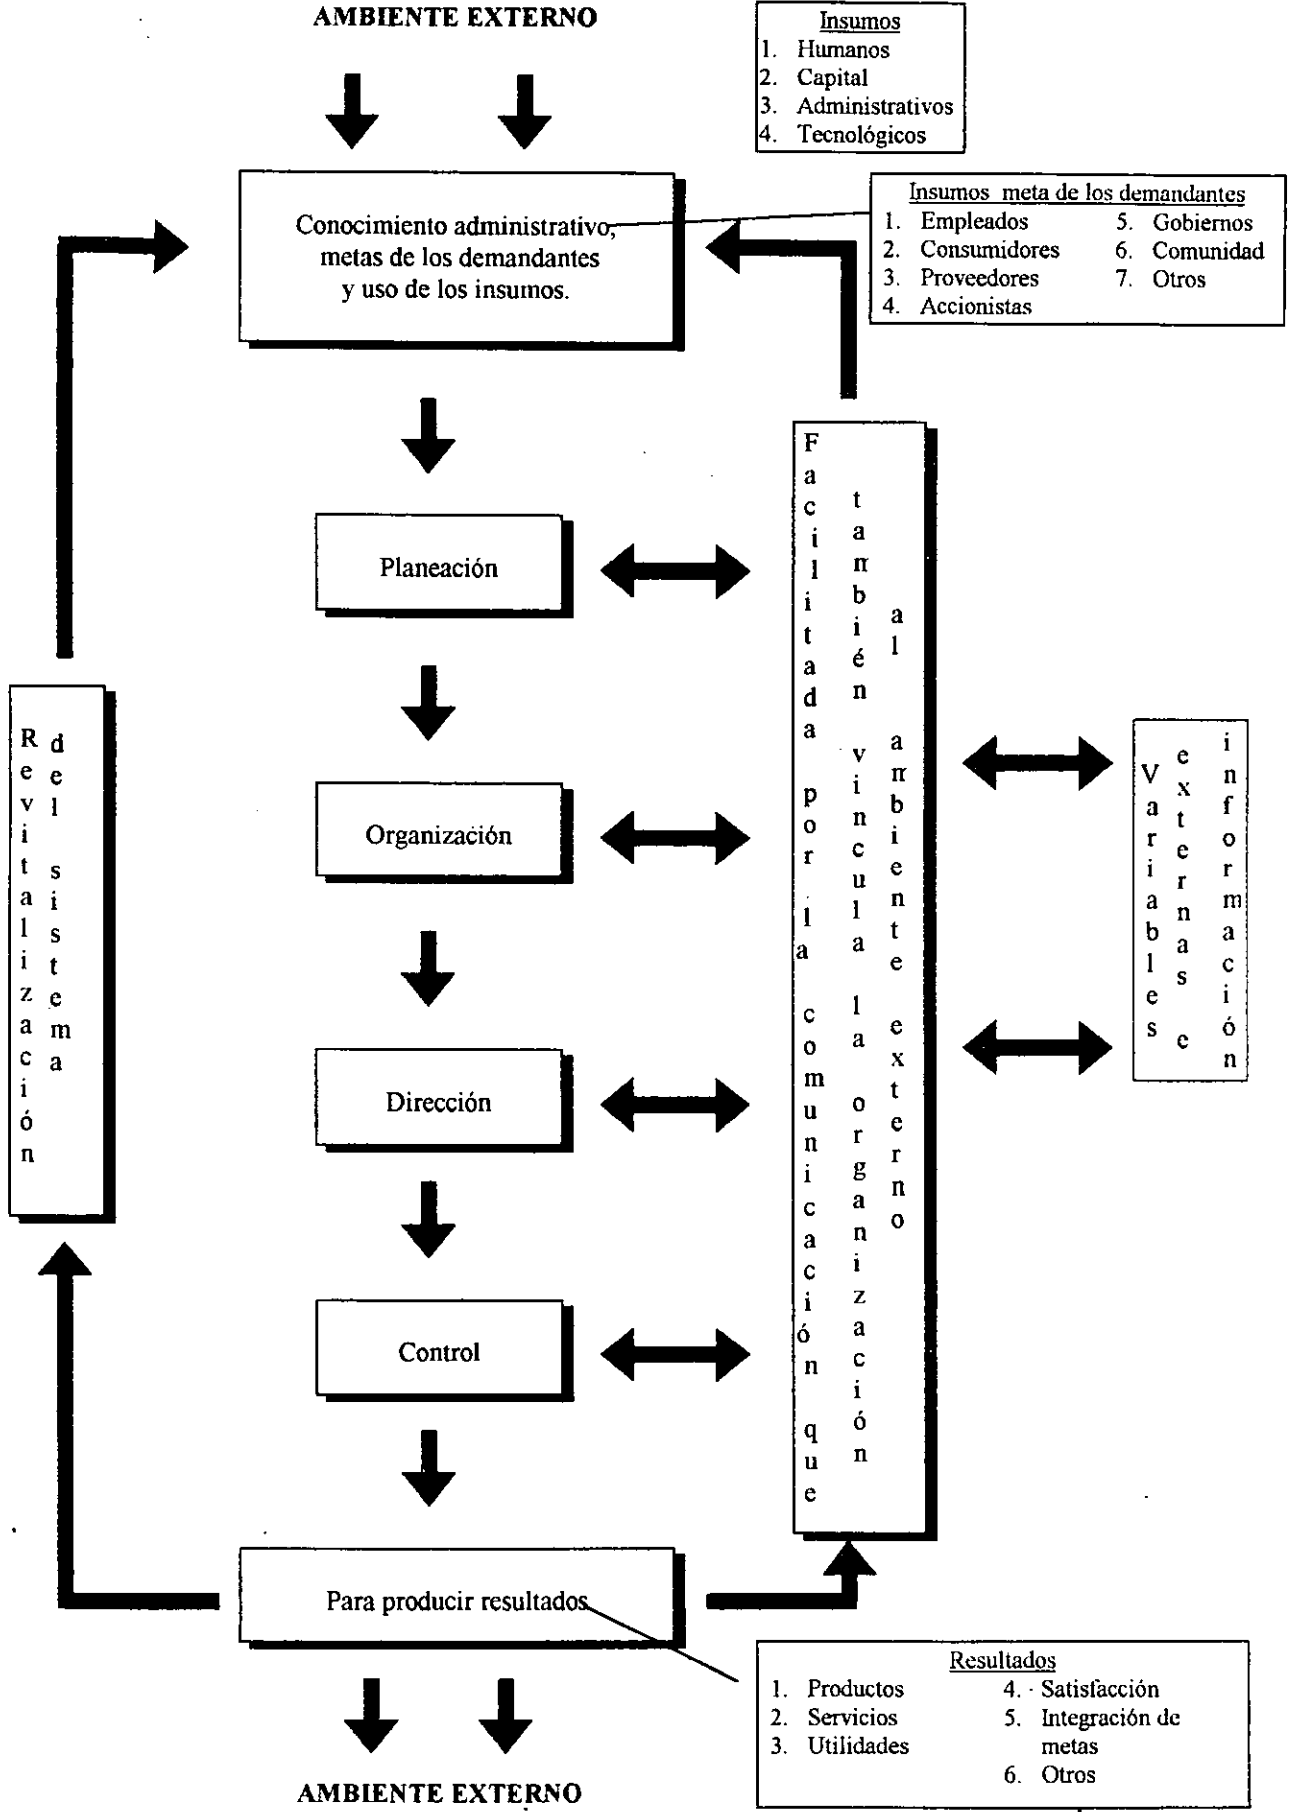 AMBIENTE EXTERNO
Insumos
1. Humanos
2. Capital
3. Administrativos
4. Tecnológicos
Conocimiento administrativo,
metas de los demandantes
y uso de los insumos.
Insumos meta de los demandantes
1. Empleados
2. Consumidores
3. Proveedores
4. Accionistas
5. Gobiernos
6. Comunidad
7. Otros
Planeación
Organización
Dirección
Control
Revitalización
del sistema
Facilitada por la comunicación que
también vincula la organización
al ambiente externo
Variables
externas e
información
Para producir resultados
Resultados
1. Productos
2. Servicios
3. Utilidades
4. Satisfacción
5. Integración de
metas
6. Otros
AMBIENTE EXTERNO